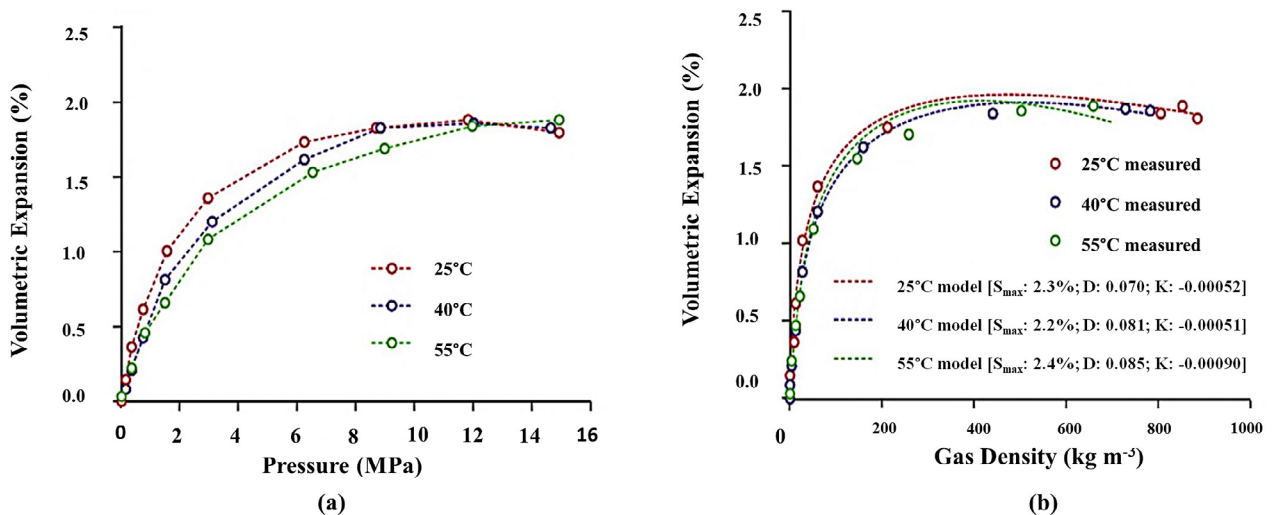 2.5
2.0
1.5
1.0
0.5
0.0
Volumetric Expansion (%)
25°C
40°C
55°C
0 2 4 6 8 10 12 14 16
Pressure (MPa)
(a)
2.5
2.0
1.5
1.0
0.5
0.0
Volumetric Expansion (%)
25°C measured
40°C measured
55°C measured
25°C model [Smax: 2.3%; D: 0.070; K: -0.00052]
40°C model [Smax: 2.2%; D: 0.081; K: -0.00051]
55°C model [Smax: 2.4%; D: 0.085; K: -0.00090]
0 200 400 600 800 1000
Gas Density (kg m-3)
(b)